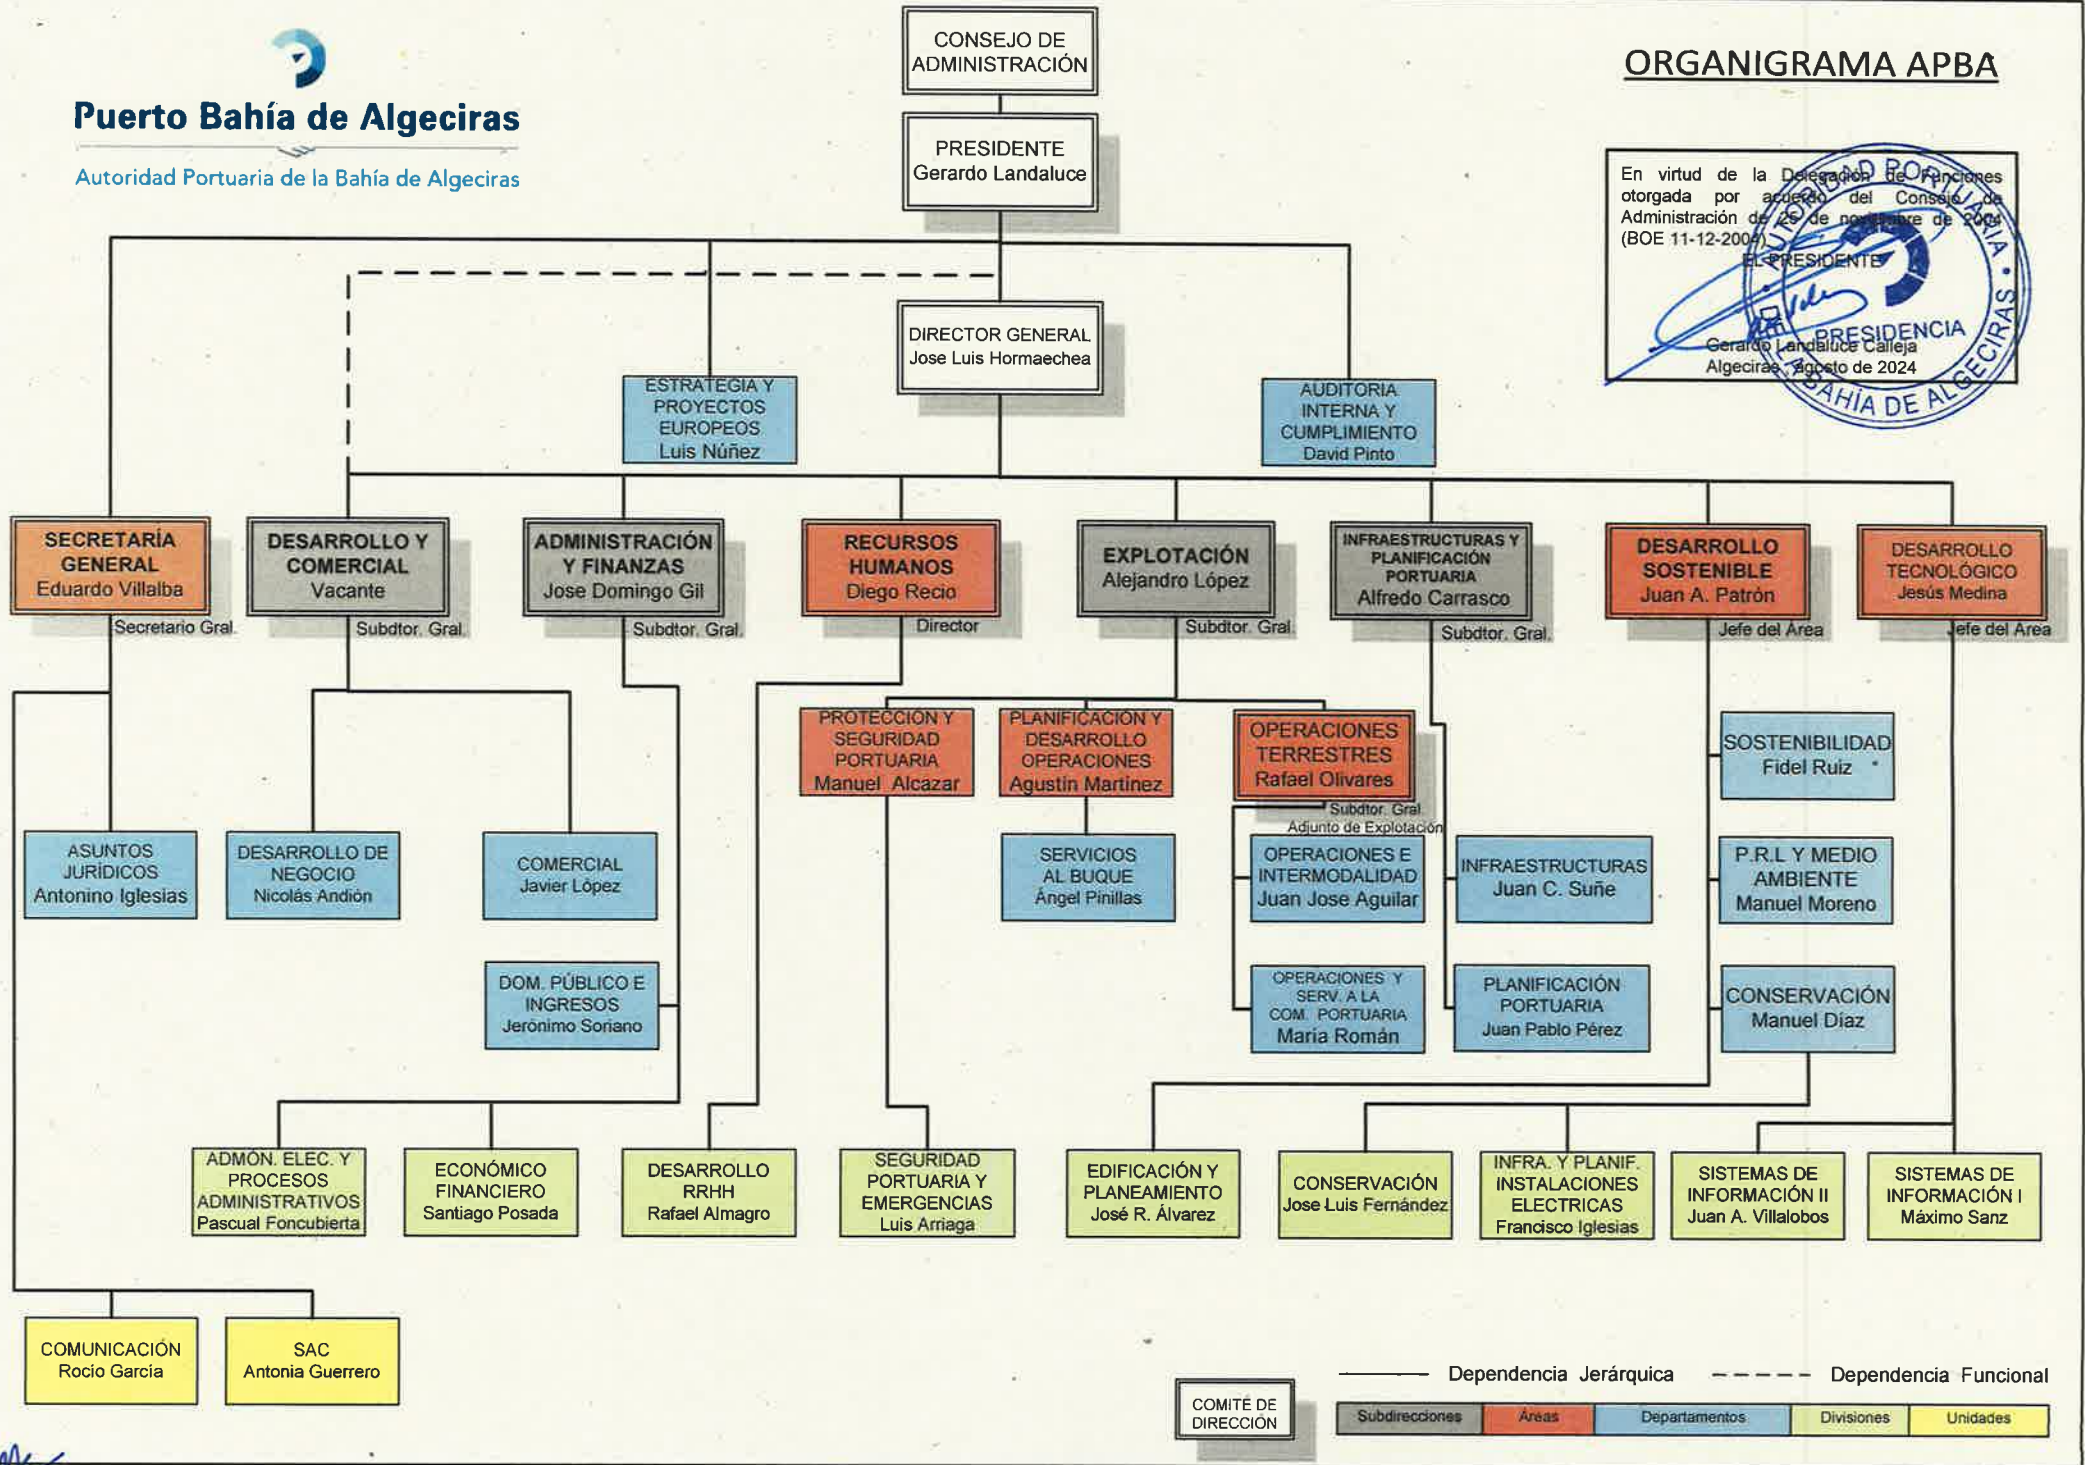 CONSEJO DE
ADMINISTRACIÓN
ORGANIGRAMA APBA
Puerto Bahía de Algeciras
Autoridad Portuaria de la Bahía de Algeciras
PRESIDENTE
Gerardo Landaluce
En virtud de la Delegación de Funciones
otorgada por acuerdo del Consejo de
Administración de 25 de noviembre de 2004
(BOE 11-12-2004)
EL PRESIDENTE
Gerardo Landaluce Calleja
Algeciras, agosto de 2024
AUTORIDAD PORTUARIA • DE LA BAHÍA DE ALGECIRAS •
PRESIDENCIA
DIRECTOR GENERAL
Jose Luis Hormaechea
ESTRATEGIA Y
PROYECTOS
EUROPEOS
Luis Núñez
AUDITORIA
INTERNA Y
CUMPLIMIENTO
David Pinto
SECRETARÍA
GENERAL
Eduardo Villalba
Secretario Gral.
DESARROLLO Y
COMERCIAL
Vacante
Subdtor. Gral.
ADMINISTRACIÓN
Y FINANZAS
Jose Domingo Gil
Subdtor. Gral.
RECURSOS
HUMANOS
Diego Recio
Director
EXPLOTACIÓN
Alejandro López
Subdtor. Gral.
INFRAESTRUCTURAS Y
PLANIFICACIÓN
PORTUARIA
Alfredo Carrasco
Subdtor. Gral.
DESARROLLO
SOSTENIBLE
Juan A. Patrón
Jefe del Area
DESARROLLO
TECNOLÓGICO
Jesús Medina
Jefe del Area
PROTECCIÓN Y
SEGURIDAD
PORTUARIA
Manuel Alcazar
PLANIFICACIÓN Y
DESARROLLO
OPERACIONES
Agustín Martínez
OPERACIONES
TERRESTRES
Rafael Olivares
Subdtor. Gral.
Adjunto de Explotación
SOSTENIBILIDAD
Fidel Ruiz
ASUNTOS
JURÍDICOS
Antonino Iglesias
DESARROLLO DE
NEGOCIO
Nicolás Andión
COMERCIAL
Javier López
SERVICIOS
AL BUQUE
Ángel Pinillas
OPERACIONES E
INTERMODALIDAD
Juan Jose Aguilar
INFRAESTRUCTURAS
Juan C. Suñe
P.R.L Y MEDIO
AMBIENTE
Manuel Moreno
DOM. PÚBLICO E
INGRESOS
Jerónimo Soriano
OPERACIONES Y
SERV. A LA
COM. PORTUARIA
María Román
PLANIFICACIÓN
PORTUARIA
Juan Pablo Pérez
CONSERVACIÓN
Manuel Díaz
ADMÓN. ELEC. Y
PROCESOS
ADMINISTRATIVOS
Pascual Foncubierta
ECONÓMICO
FINANCIERO
Santiago Posada
DESARROLLO
RRHH
Rafael Almagro
SEGURIDAD
PORTUARIA Y
EMERGENCIAS
Luis Arriaga
EDIFICACIÓN Y
PLANEAMIENTO
José R. Álvarez
CONSERVACIÓN
Jose Luis Fernández
INFRA. Y PLANIF.
INSTALACIONES
ELECTRICAS
Francisco Iglesias
SISTEMAS DE
INFORMACIÓN II
Juan A. Villalobos
SISTEMAS DE
INFORMACIÓN I
Máximo Sanz
COMUNICACIÓN
Rocío García
SAC
Antonia Guerrero
Dependencia Jerárquica
Dependencia Funcional
COMITÉ DE
DIRECCIÓN
Subdirecciones
Áreas
Departamentos
Divisiones
Unidades